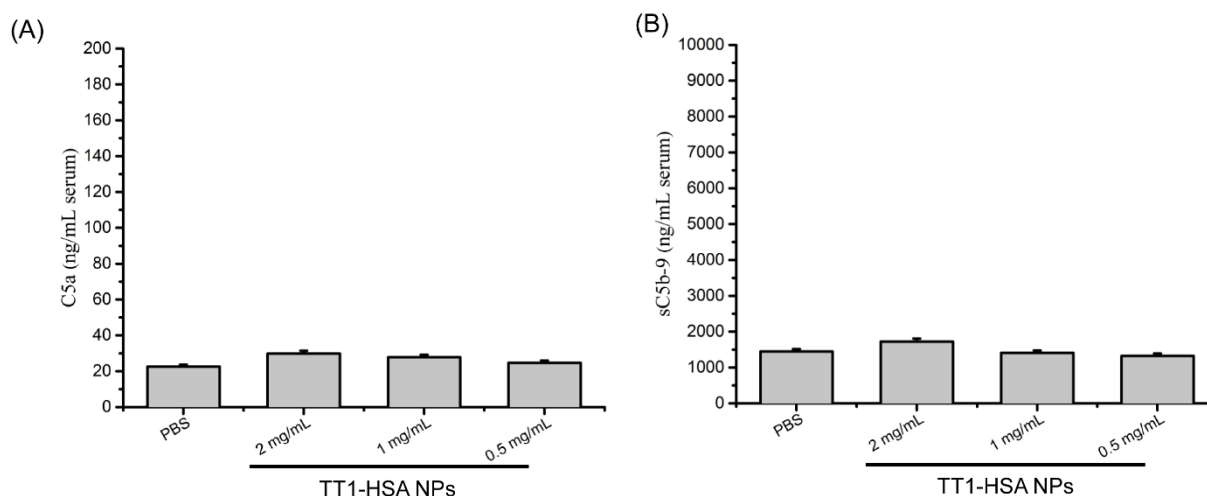 (A)
C5a (ng/mL serum)
200
180
160
140
120
100
80
60
40
20
0
PBS
2 mg/mL
1 mg/mL
0.5 mg/mL
TT1-HSA NPs
(B)
sC5b-9 (ng/mL serum)
10000
9000
8000
7000
6000
5000
4000
3000
2000
1000
0
PBS
2 mg/mL
1 mg/mL
0.5 mg/mL
TT1-HSA NPs